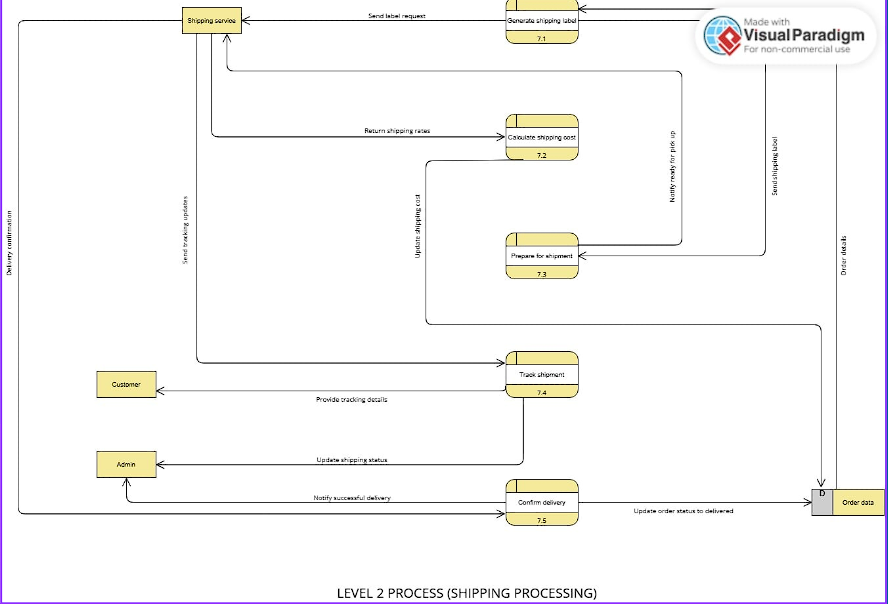 Send label request
Shipping service
Generate shipping label
7.1
Made with
VisualParadigm
For non-commercial use
Return shipping rates
Calculate shipping cost
7.2
Notify ready for pick up
Send shipping label
Send tracking updates
Update shipping cost
Delivery confirmation
Order details
Prepare for shipment
7.3
Track shipment
7.4
Customer
Provide tracking details
Admin
Update shipping status
Notify successful delivery
Confirm delivery
7.5
D
Order data
Update order status to delivered
LEVEL 2 PROCESS (SHIPPING PROCESSING)